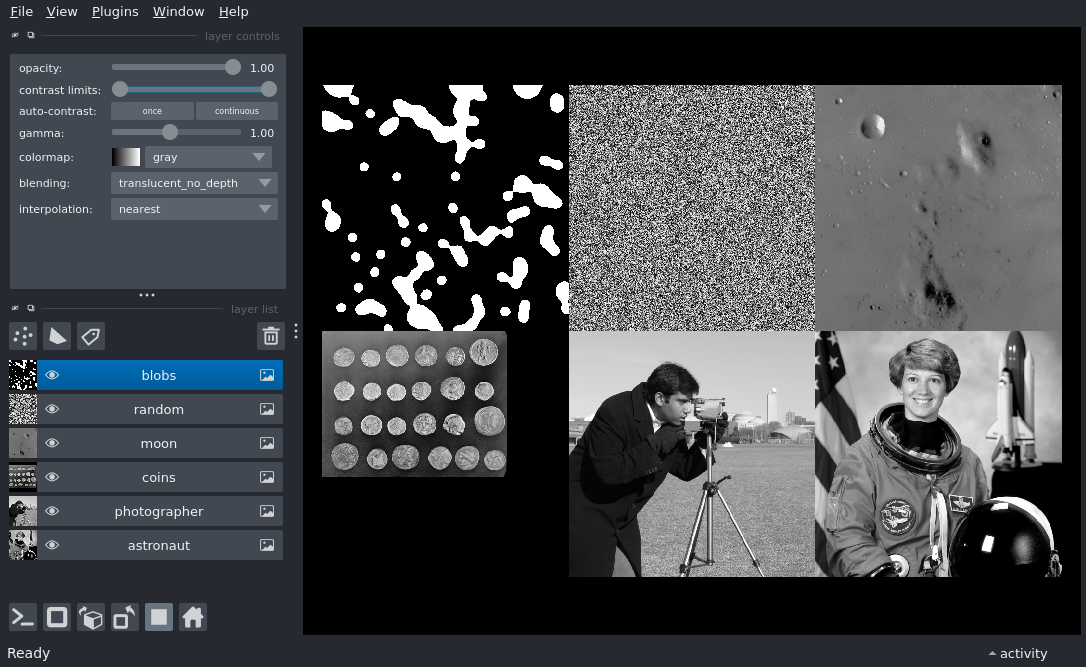 File View Plugins Window Help
layer controls
opacity: 1.00
contrast limits:
auto-contrast: once continuous
gamma: 1.00
colormap: gray
blending: translucent_no_depth
interpolation: nearest
layer list
blobs
random
moon
coins
photographer
astronaut
Ready
activity